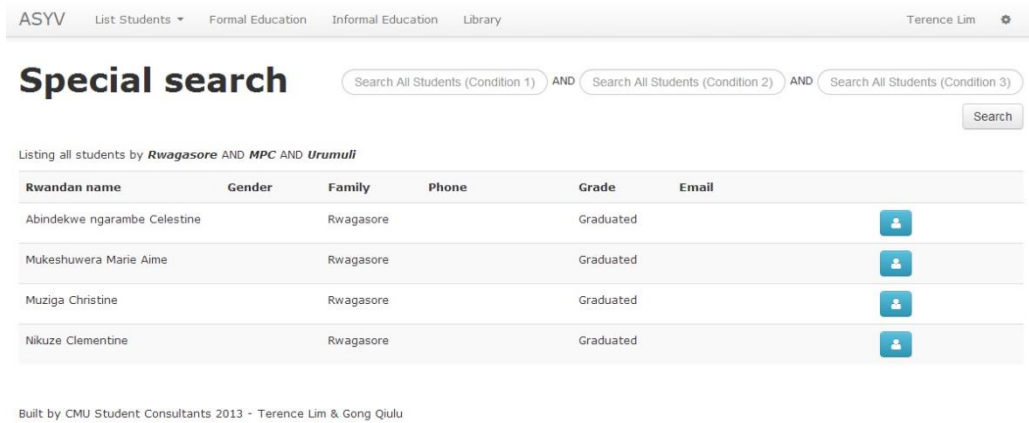 ASYV List Students Formal Education Informal Education Library Terence Lim
Special search
Search All Students (Condition 1) AND Search All Students (Condition 2) AND Search All Students (Condition 3)
Search
Listing all students by Rwagasore AND MPC AND Urumuli
Rwandan name Gender Family Phone Grade Email
Abindekwe ngarambe Celestine Rwagasore Graduated
Mukeshuwera Marie Aime Rwagasore Graduated
Muziga Christine Rwagasore Graduated
Nikuze Clementine Rwagasore Graduated
Built by CMU Student Consultants 2013 - Terence Lim & Gong Qiulu